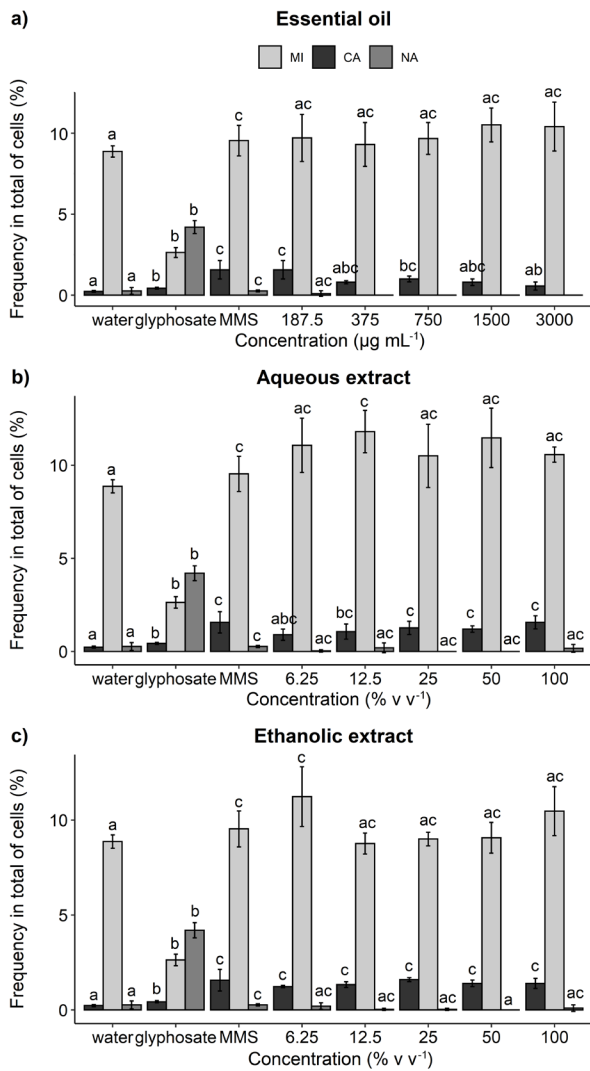 a) Essential oil
MI CA NA
Frequency in total of cells (%)
10
5
0
a a a
b b b
c c c
c ac ac
abc ac
bc ac
abc ac
ab ac
water glyphosate MMS 187.5 375 750 1500 3000
Concentration (µg mL⁻¹)
b) Aqueous extract
Frequency in total of cells (%)
10
5
0
a a a
b b b
c c c
abc ac ac
bc c ac
c ac ac
c ac ac
c ac ac
water glyphosate MMS 6.25 12.5 25 50 100
Concentration (% v v⁻¹)
c) Ethanolic extract
Frequency in total of cells (%)
10
5
0
a a a
b b b
c c c
c c ac
c ac ac
c ac ac
c ac a
c ac ac
water glyphosate MMS 6.25 12.5 25 50 100
Concentration (% v v⁻¹)